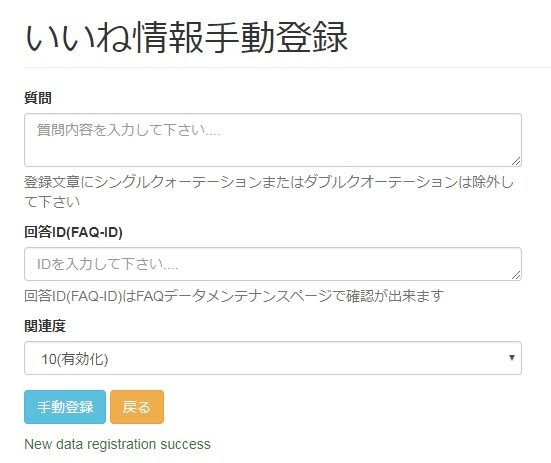 いいね情報手動登録
質問
質問内容を入力して下さい....
登録文章にシングルクォーテーションまたはダブルクオーテーションは除外し
て下さい
回答ID(FAQ-ID)
IDを入力して下さい....
回答ID(FAQ-ID)はFAQデータメンテナンスページで確認が出来ます
関連度
10(有効化)
手動登録 戻る
New data registration success